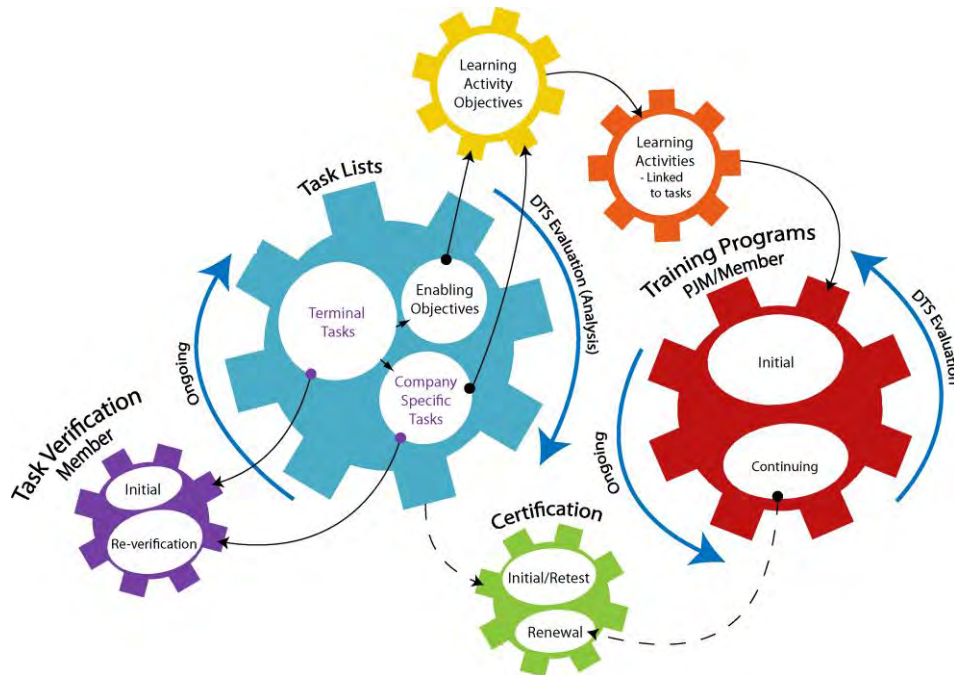 Learning
Activity
Objectives
Learning
Activities
- Linked
to tasks
Task Lists
DTS Evaluation (Analysis)
Ongoing
Terminal
Tasks
Enabling
Objectives
Company
Specific
Tasks
Training Programs
PJM/Member
DTS Evaluation
Ongoing
Initial
Continuing
Task Verification
Member
Initial
Re-verification
Certification
Initial/Retest
Renewal